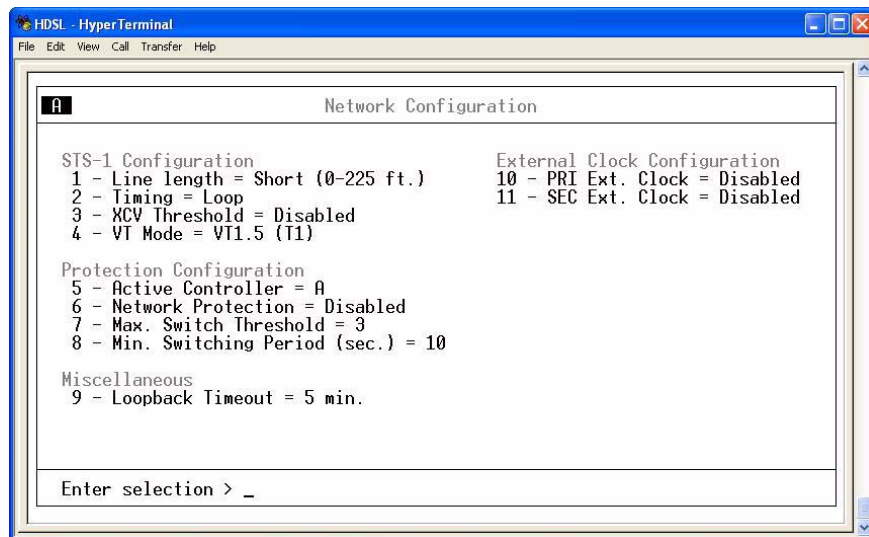 HDSL - HyperTerminal
File Edit View Call Transfer Help
A
Network Configuration
STS-1 Configuration
1 - Line length = Short (0-225 ft.)
2 - Timing = Loop
3 - XCV Threshold = Disabled
4 - VT Mode = VT1.5 (T1)
Protection Configuration
5 - Active Controller = A
6 - Network Protection = Disabled
7 - Max. Switch Threshold = 3
8 - Min. Switching Period (sec.) = 10
Miscellaneous
9 - Loopback Timeout = 5 min.
External Clock Configuration
10 - PRI Ext. Clock = Disabled
11 - SEC Ext. Clock = Disabled
Enter selection > _